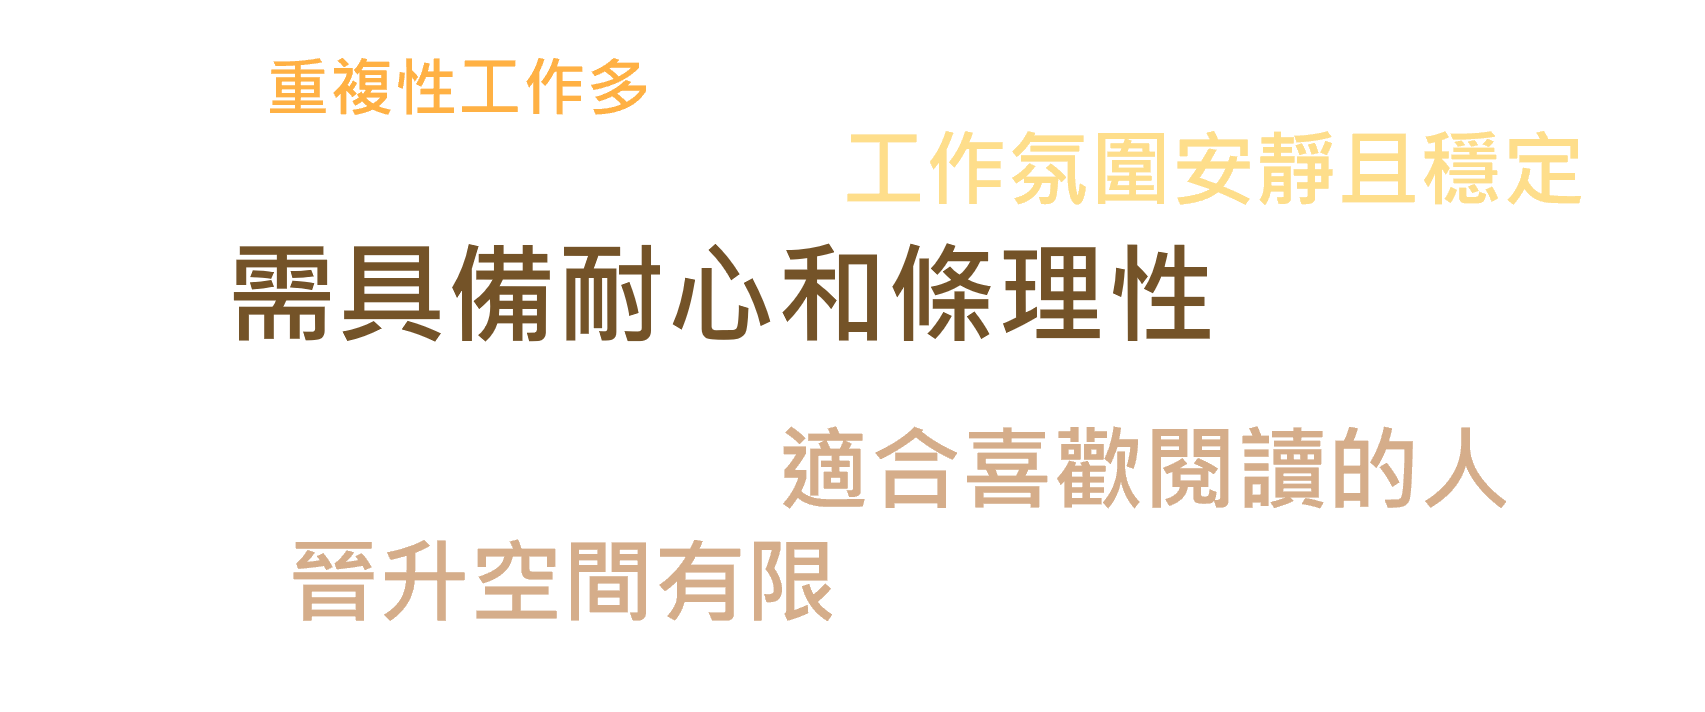 重複性工作多
工作氛圍安靜且穩定
需具備耐心和條理性
適合喜歡閱讀的人
晉升空間有限